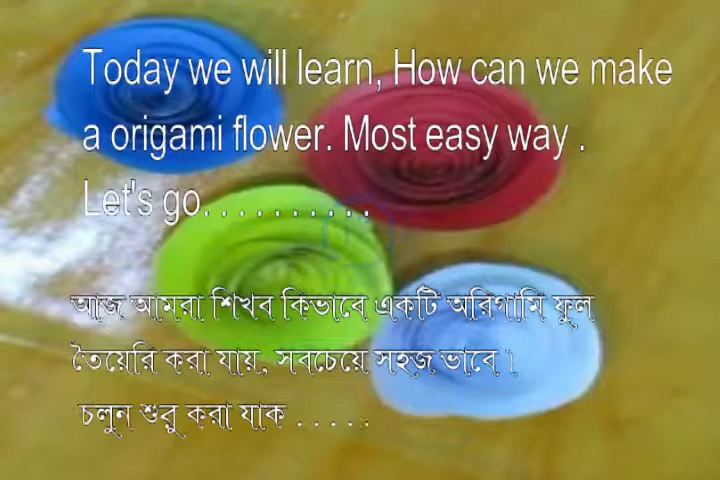 Today we will learn, How can we make
a origami flower. Most easy way .
Let's go. . . . . . . . . .
আজ আমরা শিখব কিভাবে একটি অরিগামি ফুল
তৈয়েরি করা যায়, সবচেয়ে সহজ ভাবে ।
চলুন শুরু করা যাক . . . . .